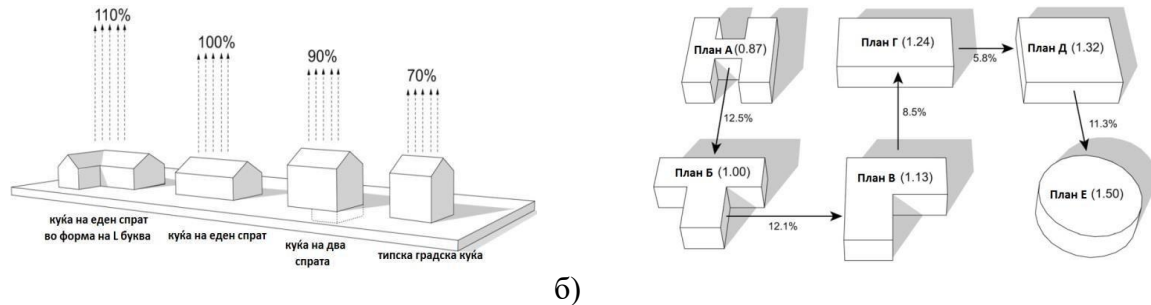 110%
100%
90%
70%
куќа на еден спрат
во форма на L буква
куќа на еден спрат
куќа на два
спрата
типска градска куќа
б)
План А (0.87)
12.5%
План Б (1.00)
12.1%
План В (1.13)
8.5%
План Г (1.24)
5.8%
План Д (1.32)
11.3%
План Е
(1.50)